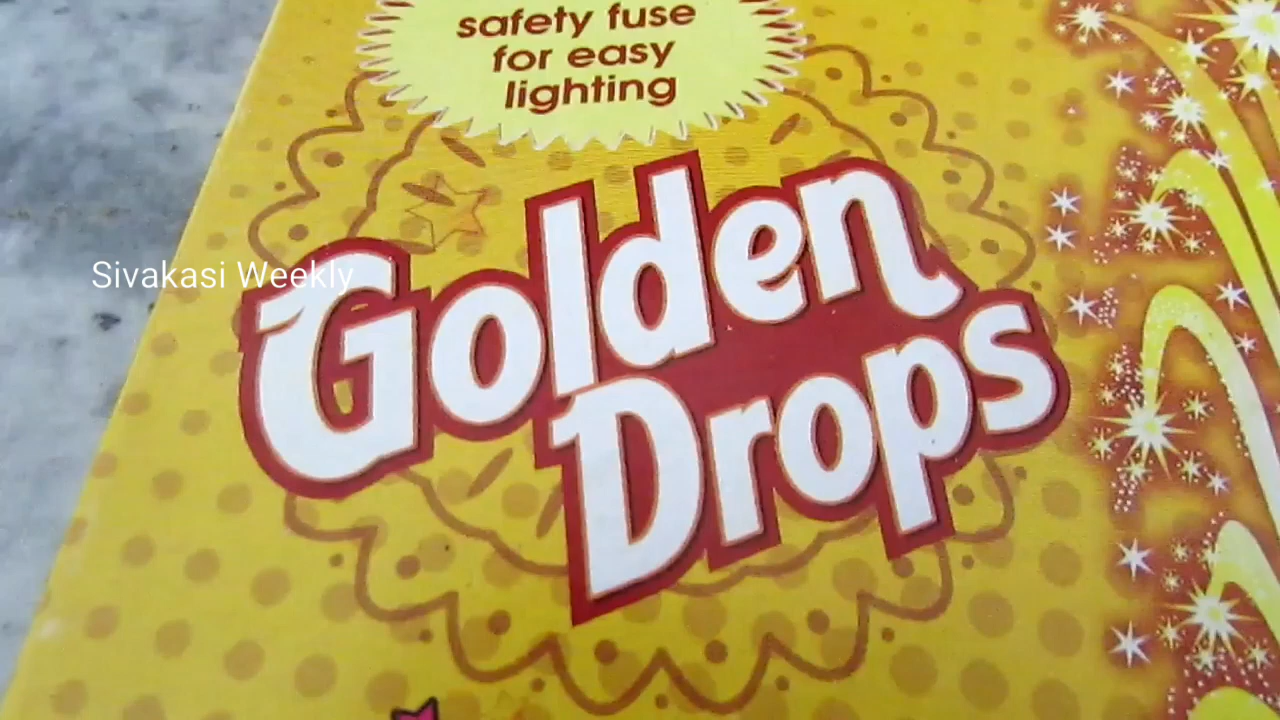 safety fuse
for easy
lighting
Sivakasi Weekly
Golden
Drops